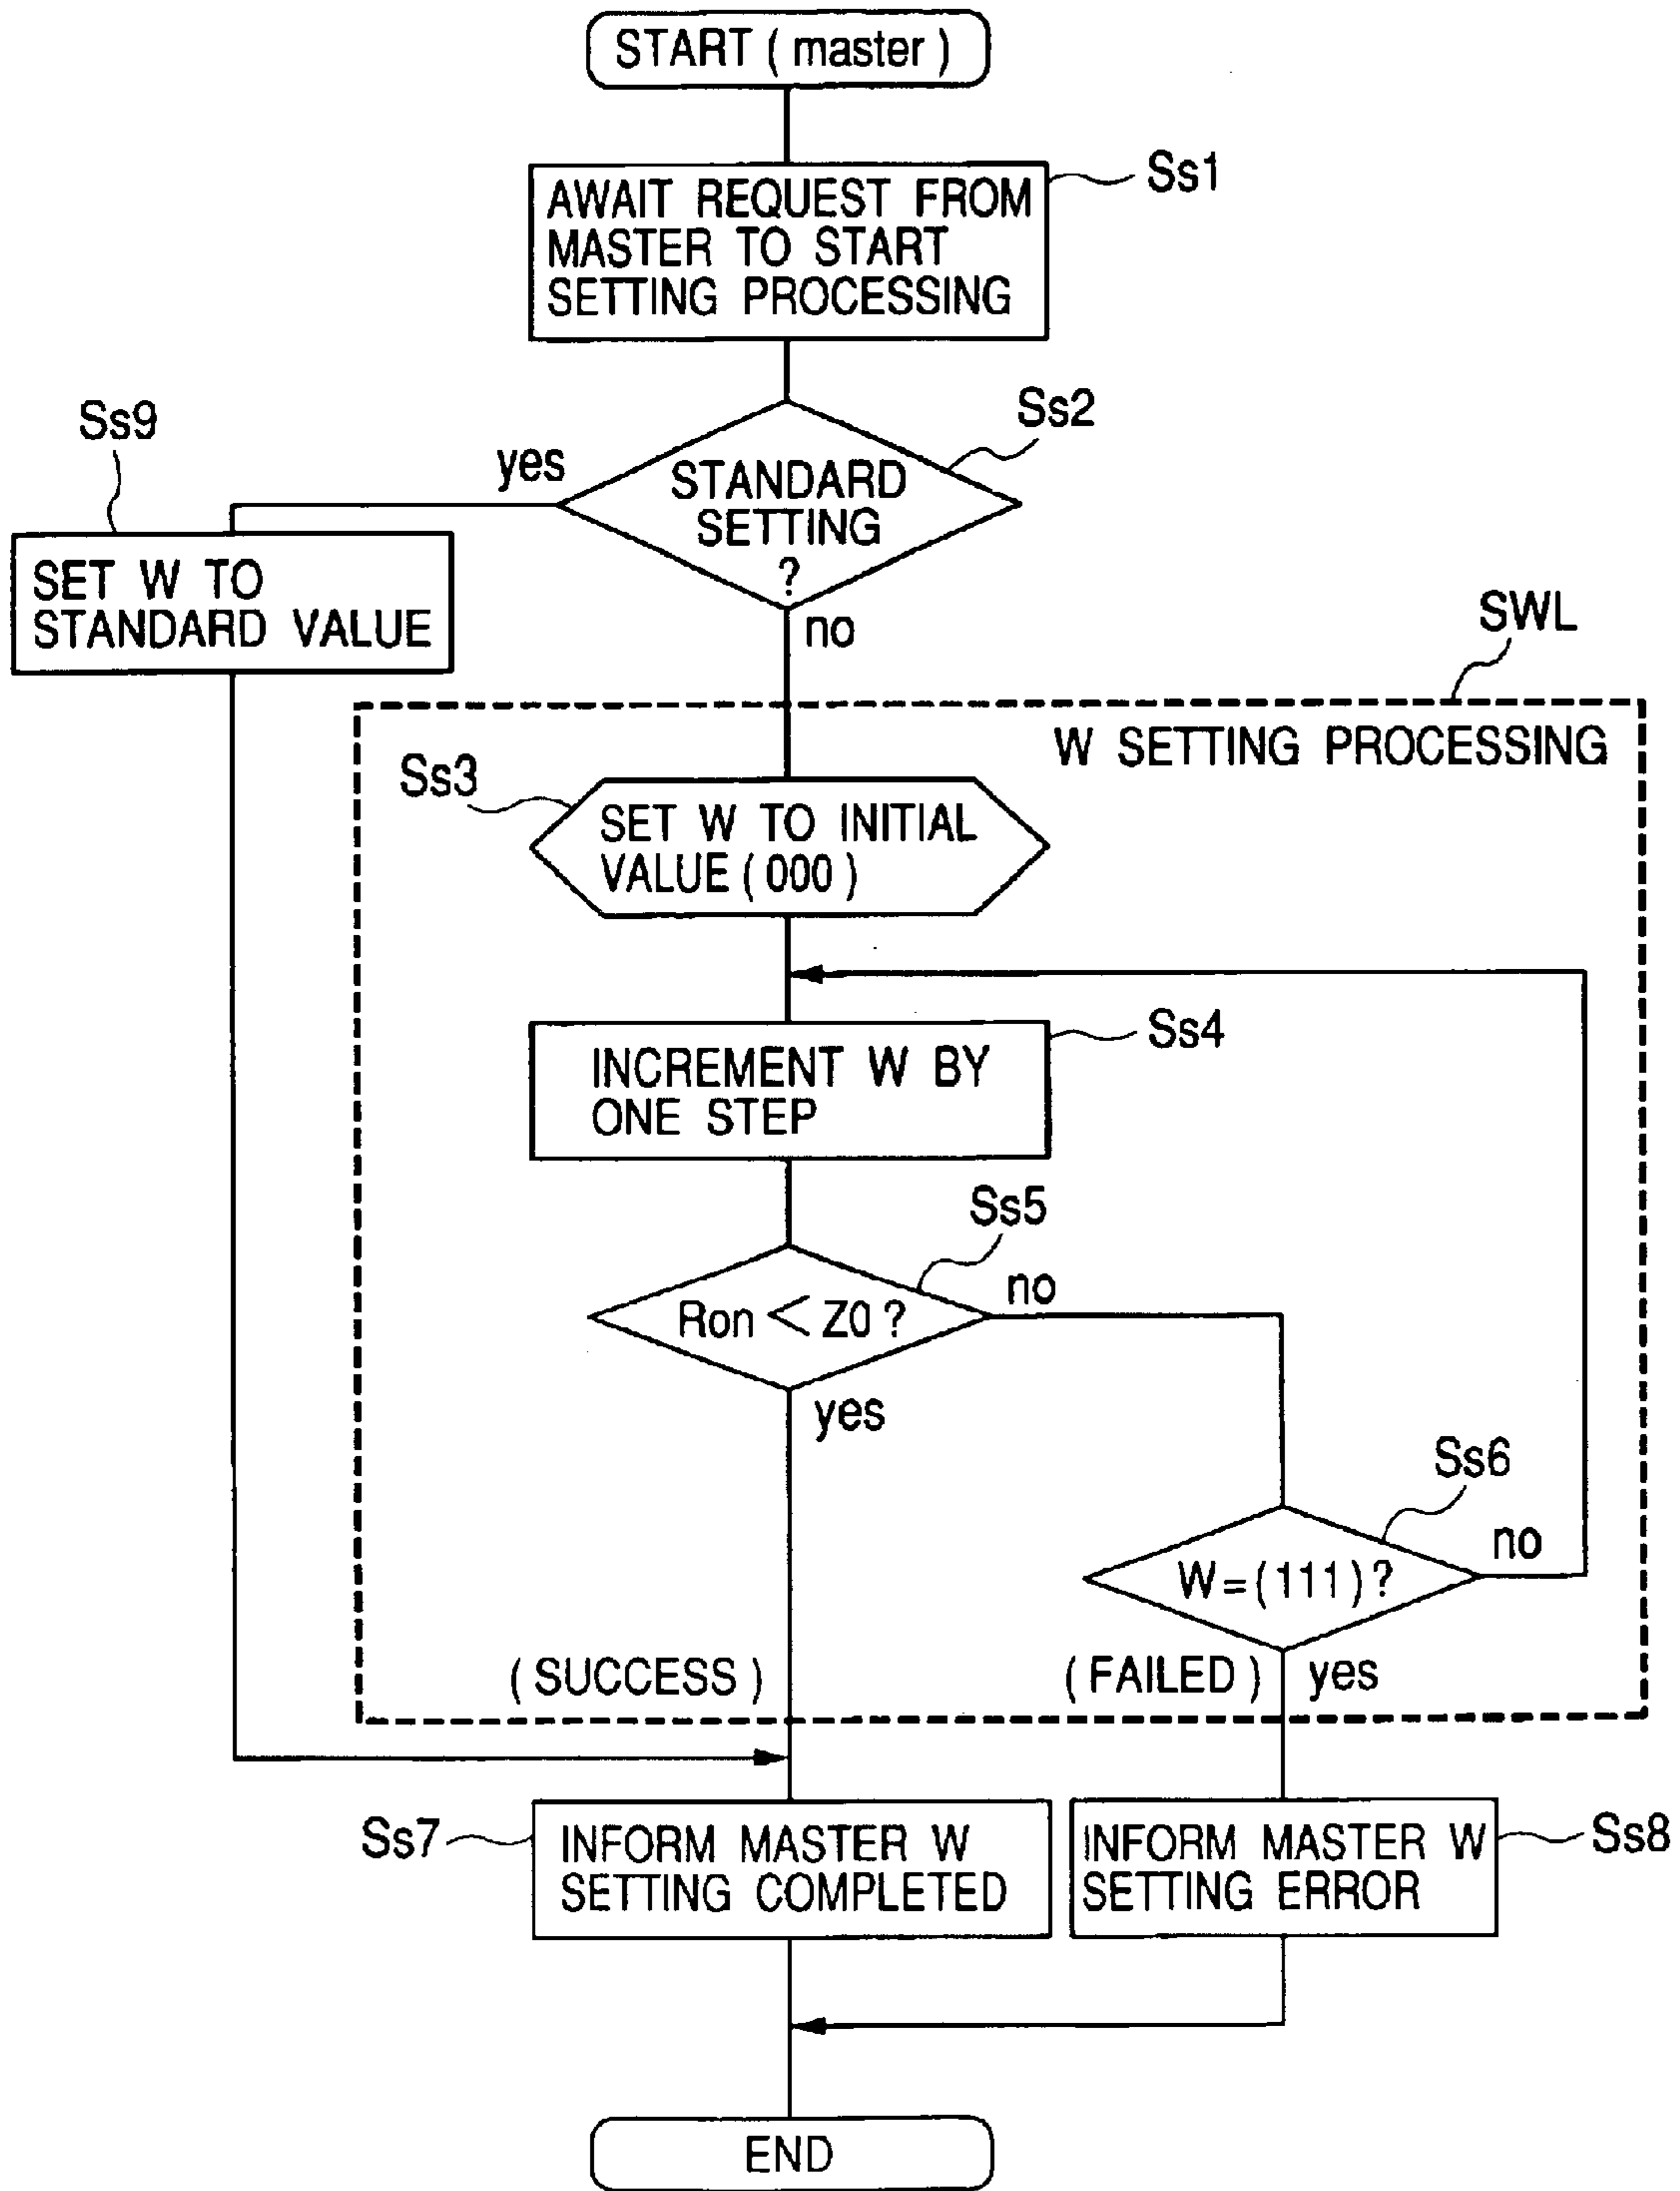 START ( master )
Ss1
AWAIT REQUEST FROM
MASTER TO START
SETTING PROCESSING
Ss9
Ss2
yes
STANDARD
SETTING
?
no
SET W TO
STANDARD VALUE
SWL
W SETTING PROCESSING
Ss3
SET W TO INITIAL
VALUE ( 000 )
Ss4
INCREMENT W BY
ONE STEP
Ss5
Ron < Z0 ?
no
yes
Ss6
W = ( 111 ) ?
no
( SUCCESS )
( FAILED )
yes
Ss7
INFORM MASTER W
SETTING COMPLETED
INFORM MASTER W
SETTING ERROR
Ss8
END